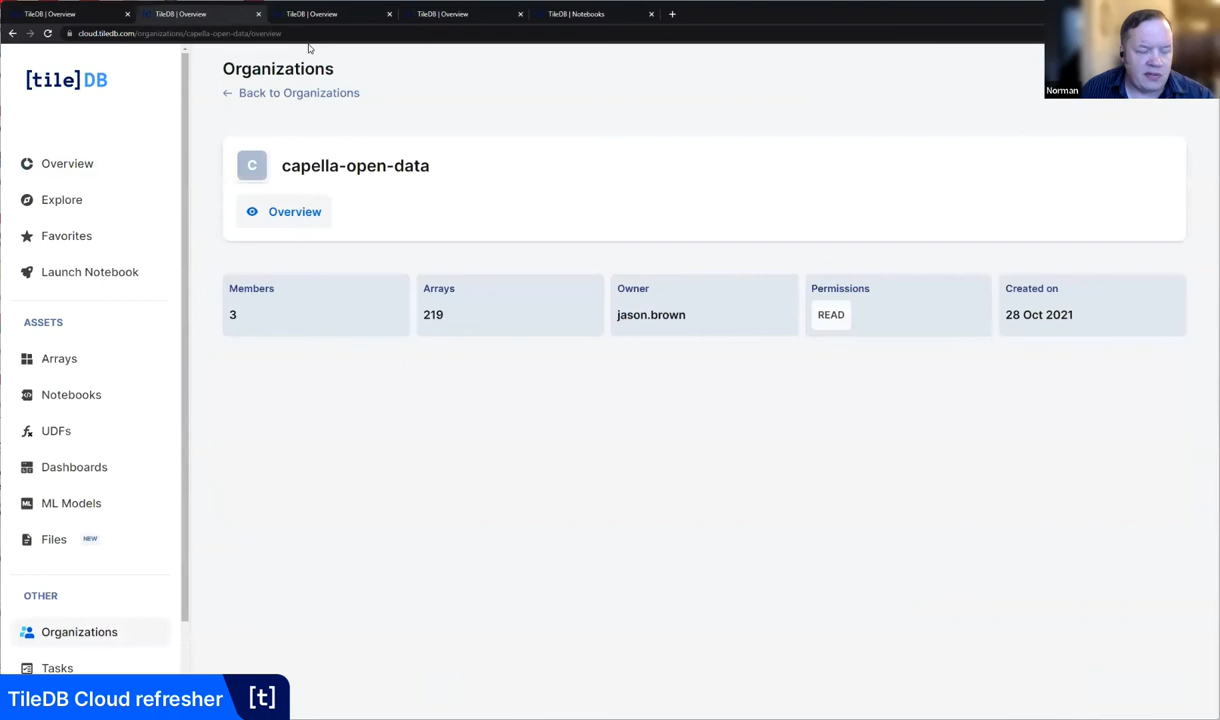 TileDB | Overview
TileDB | Overview
TileDB | Overview
TileDB | Overview
TileDB | Notebooks
cloud.tiledb.com/organizations/capella-open-data/overview
[tile]DB
Overview
Explore
Favorites
Launch Notebook
ASSETS
Arrays
Notebooks
UDFs
Dashboards
ML
ML Models
Files
NEW
OTHER
Organizations
Tasks
Organizations
← Back to Organizations
C
capella-open-data
Overview
Members
3
Arrays
219
Owner
jason.brown
Permissions
READ
Created on
28 Oct 2021
Norman
TileDB Cloud refresher
[t]